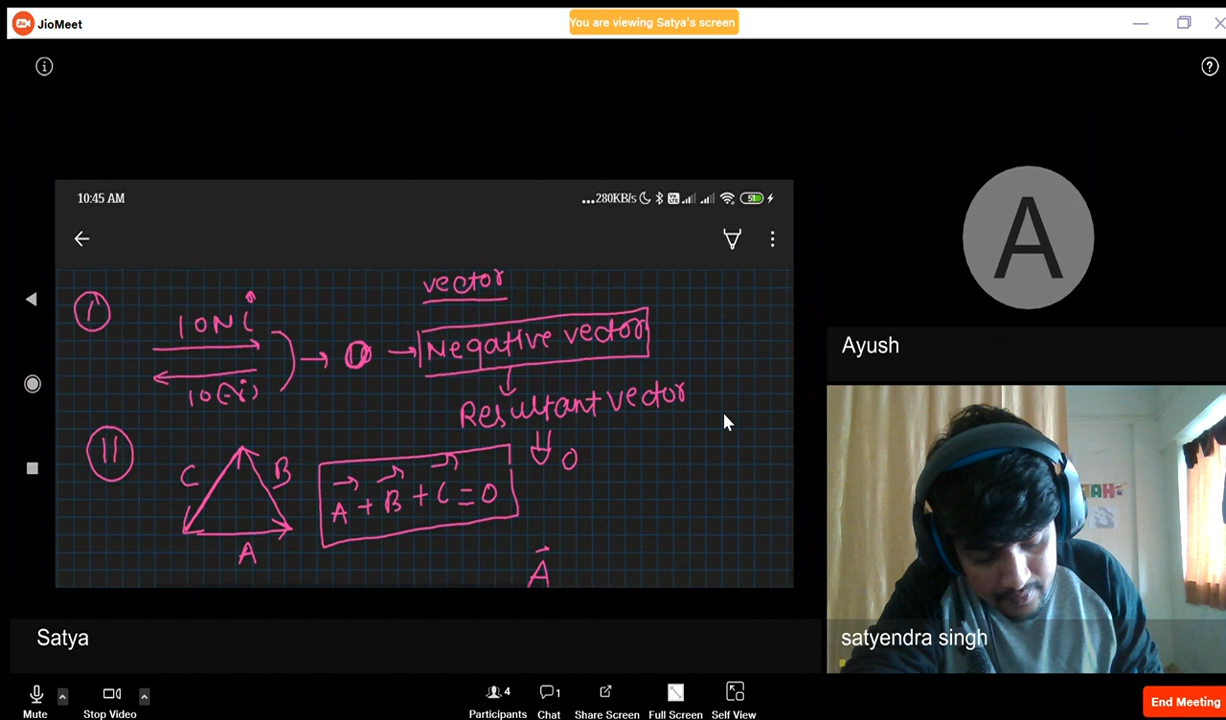 JioMeet
You are viewing Satya's screen
10:45 AM
...280KB/s
51
vector
I
10N i
10(-i)
→ 0 → Negative vector
Resultant vector
0
II
C
B
A
A + B + C = 0
A
A
Ayush
Satya
satyendra singh
Mute
Stop Video
4
Participants
1
Chat
Share Screen
Full Screen
Self View
End Meeting